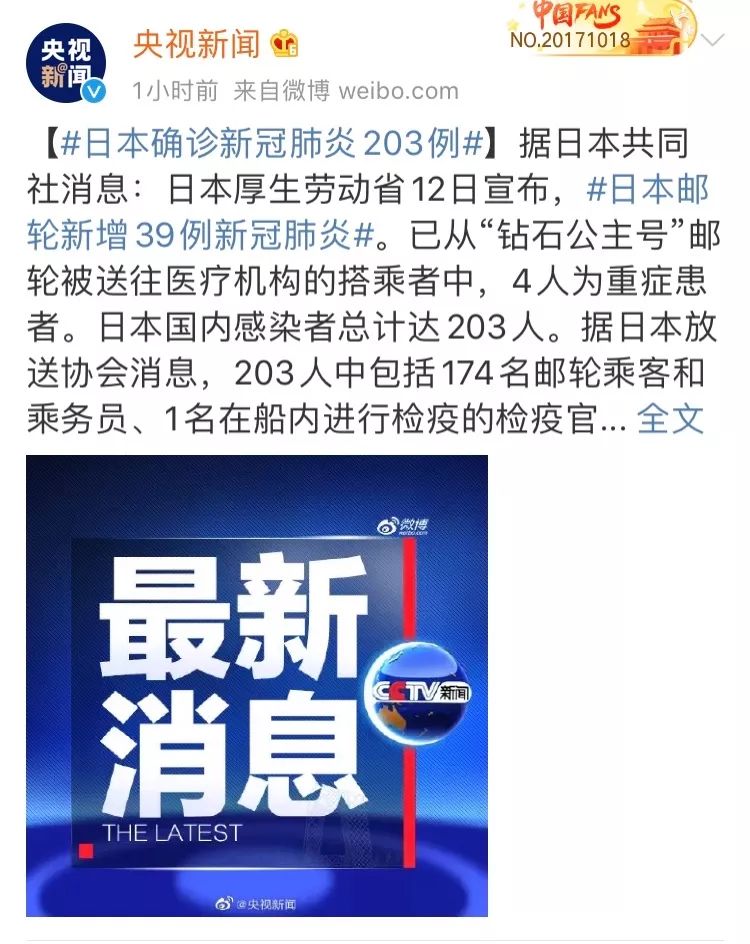 中国FANS
NO.20171018
央视新闻
1小时前 来自微博 weibo.com
【#日本确诊新冠肺炎203例#】据日本共同
社消息：日本厚生劳动省12日宣布，#日本邮
轮新增39例新冠肺炎#。已从“钻石公主号”邮
轮被送往医疗机构的搭乘者中，4人为重症患
者。日本国内感染者总计达203人。据日本放
送协会消息，203人中包括174名邮轮乘客和
乘务员、1名在船内进行检疫的检疫官... 全文
央视
新闻
微博
weibo.com
最新
消息
CCTV新闻
THE LATEST
@央视新闻